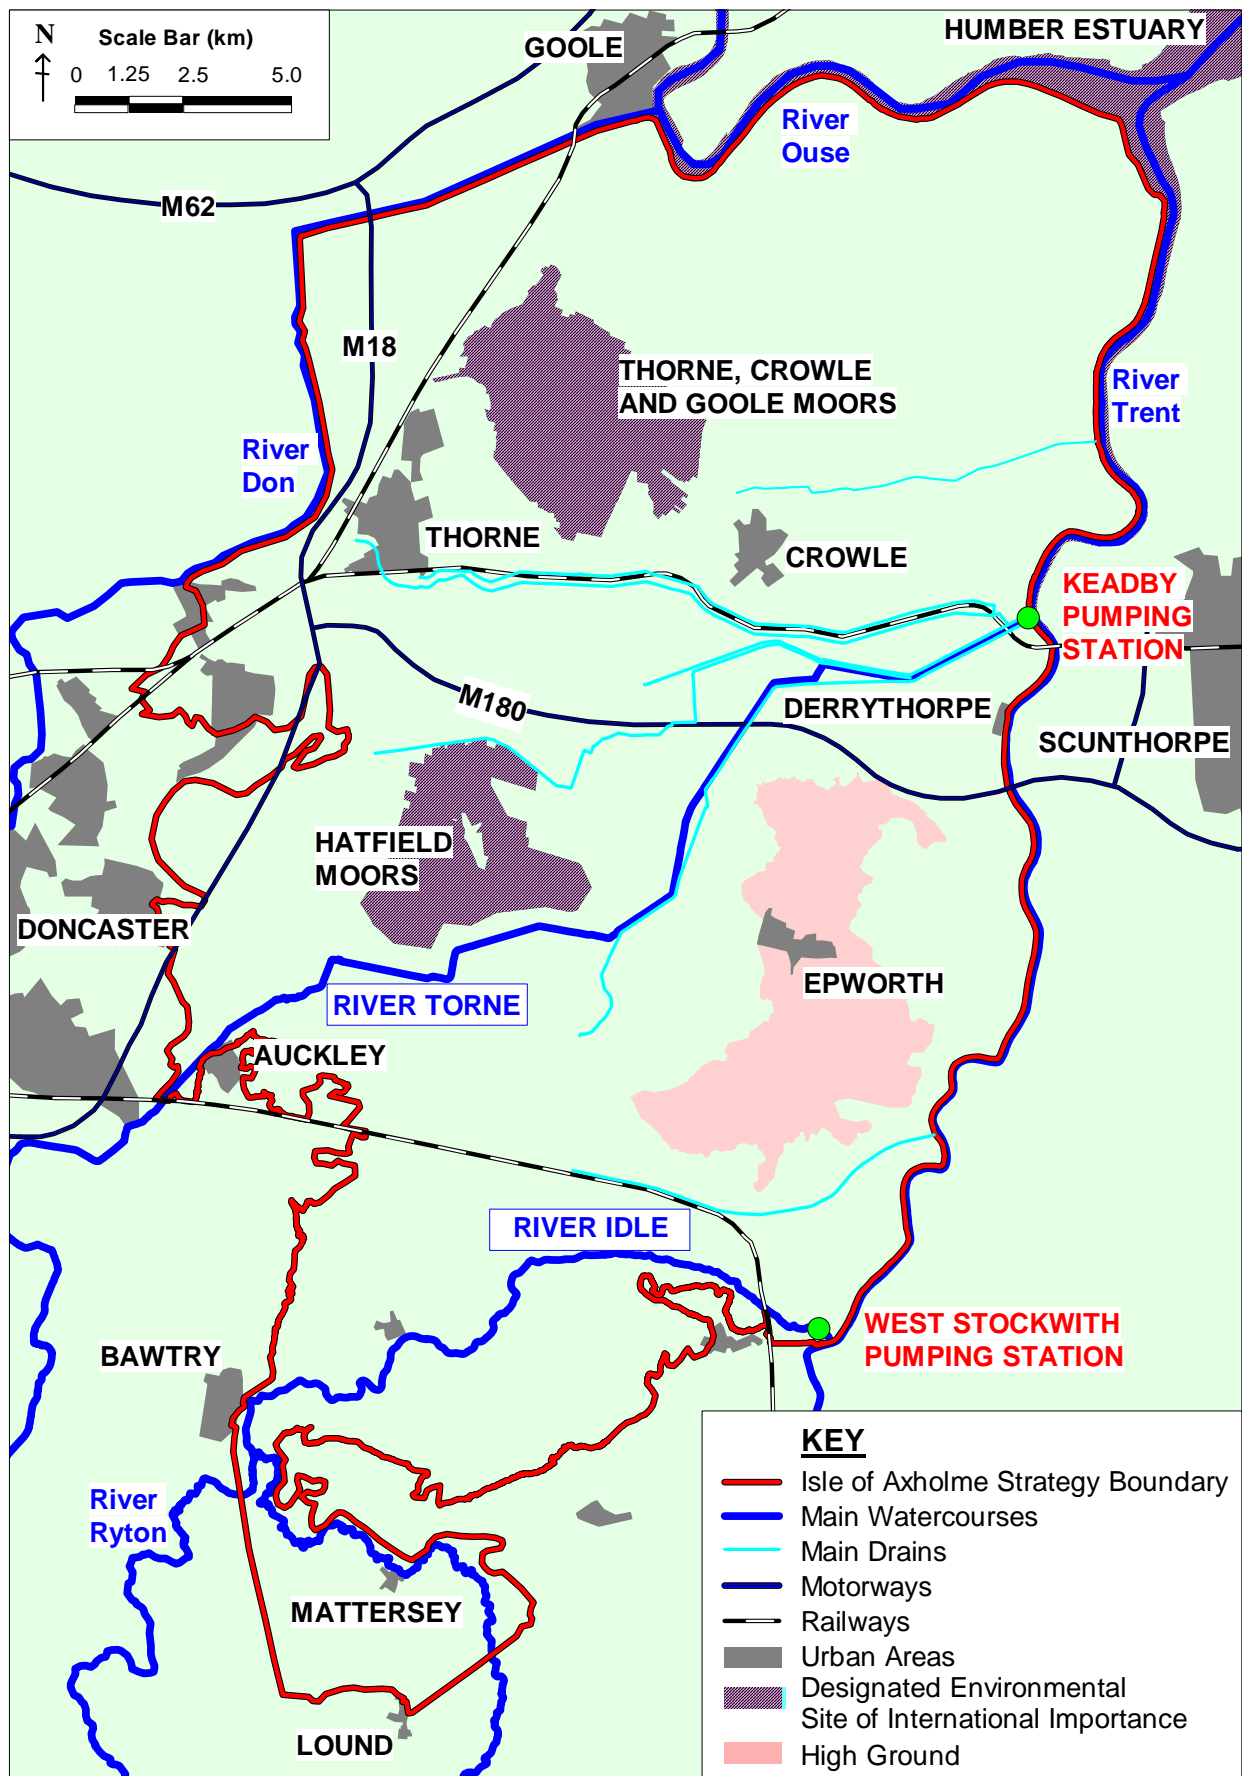 N
Scale Bar (km)
0 1.25 2.5 5.0
GOOLE
HUMBER ESTUARY
River
Ouse
M62
M18
THORNE, CROWLE
AND GOOLE MOORS
River
Trent
River
Don
THORNE
CROWLE
KEADBY
PUMPING
STATION
M180
DERRYTHORPE
SCUNTHORPE
HATFIELD
MOORS
DONCASTER
EPWORTH
RIVER TORNE
AUCKLEY
RIVER IDLE
WEST STOCKWITH
PUMPING STATION
BAWTRY
River
Ryton
MATTERSEY
LOUND
KEY
Isle of Axholme Strategy Boundary
Main Watercourses
Main Drains
Motorways
Railways
Urban Areas
Designated Environmental
Site of International Importance
High Ground